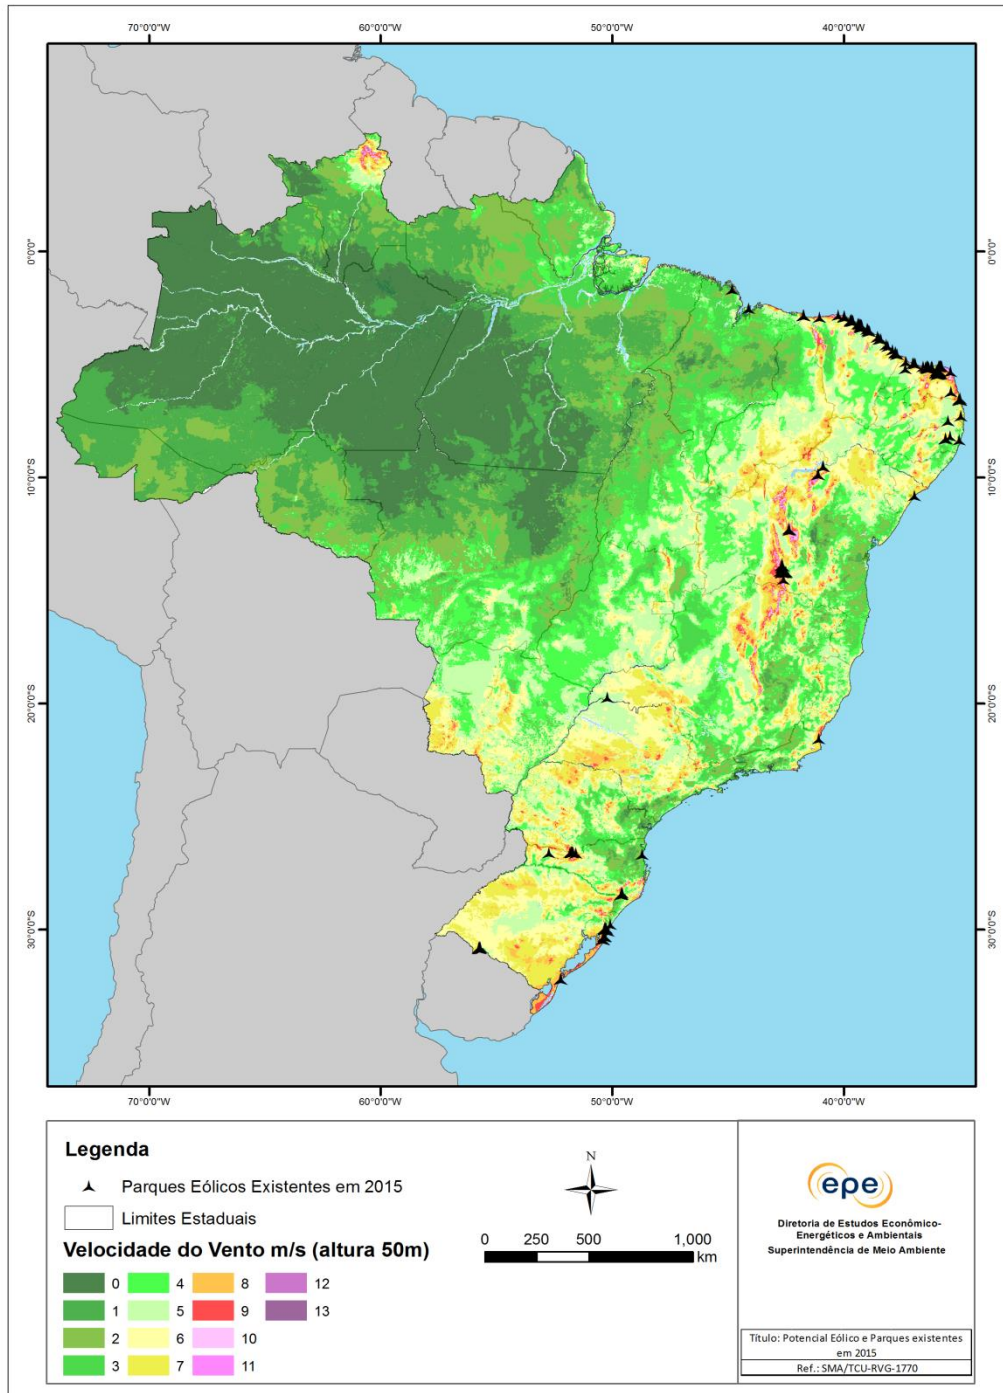 70°0'0"W
60°0'0"W
50°0'0"W
40°0'0"W
0°0'0"
0°0'0"
10°0'0"S
10°0'0"S
20°0'0"S
20°0'0"S
30°0'0"S
30°0'0"S
70°0'0"W
60°0'0"W
50°0'0"W
40°0'0"W
Legenda
Parques Eólicos Existentes em 2015
Limites Estaduais
Velocidade do Vento m/s (altura 50m)
0 4 8 12
1 5 9 13
2 6 10
3 7 11
N
0 250 500 1,000
km
epe
Diretoria de Estudos Econômico-
Energéticos e Ambientais
Superintendência de Meio Ambiente
Título: Potencial Eólico e Parques existentes
em 2015
Ref.: SMA/TCU-RVG-1770